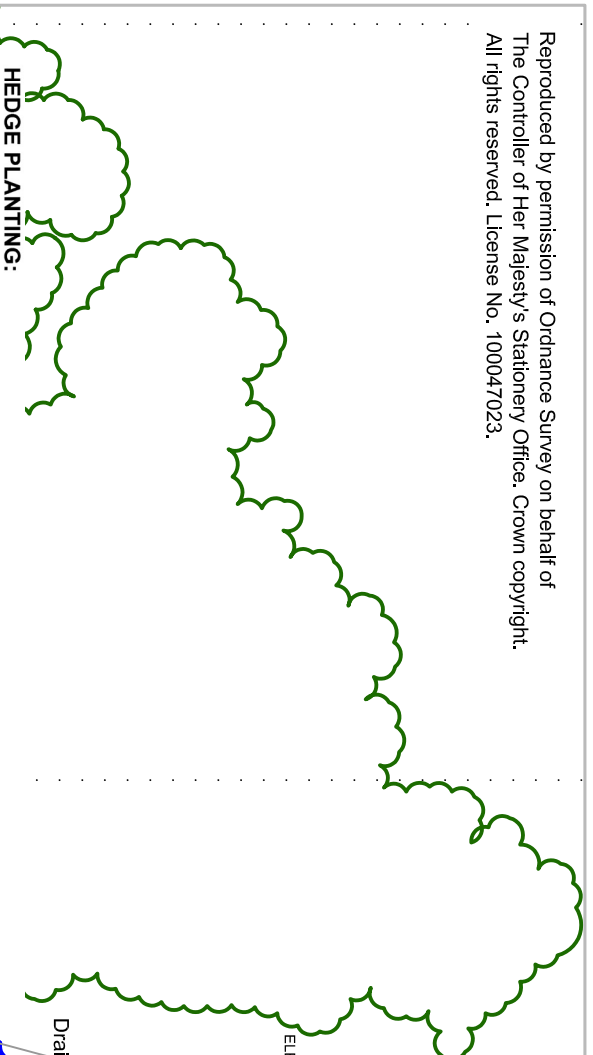 Reproduced by permission of Ordnance Survey on behalf of
The Controller of Her Majesty's Stationery Office. Crown copyright.
All rights reserved. License No. 100047023.
HEDGE PLANTING: